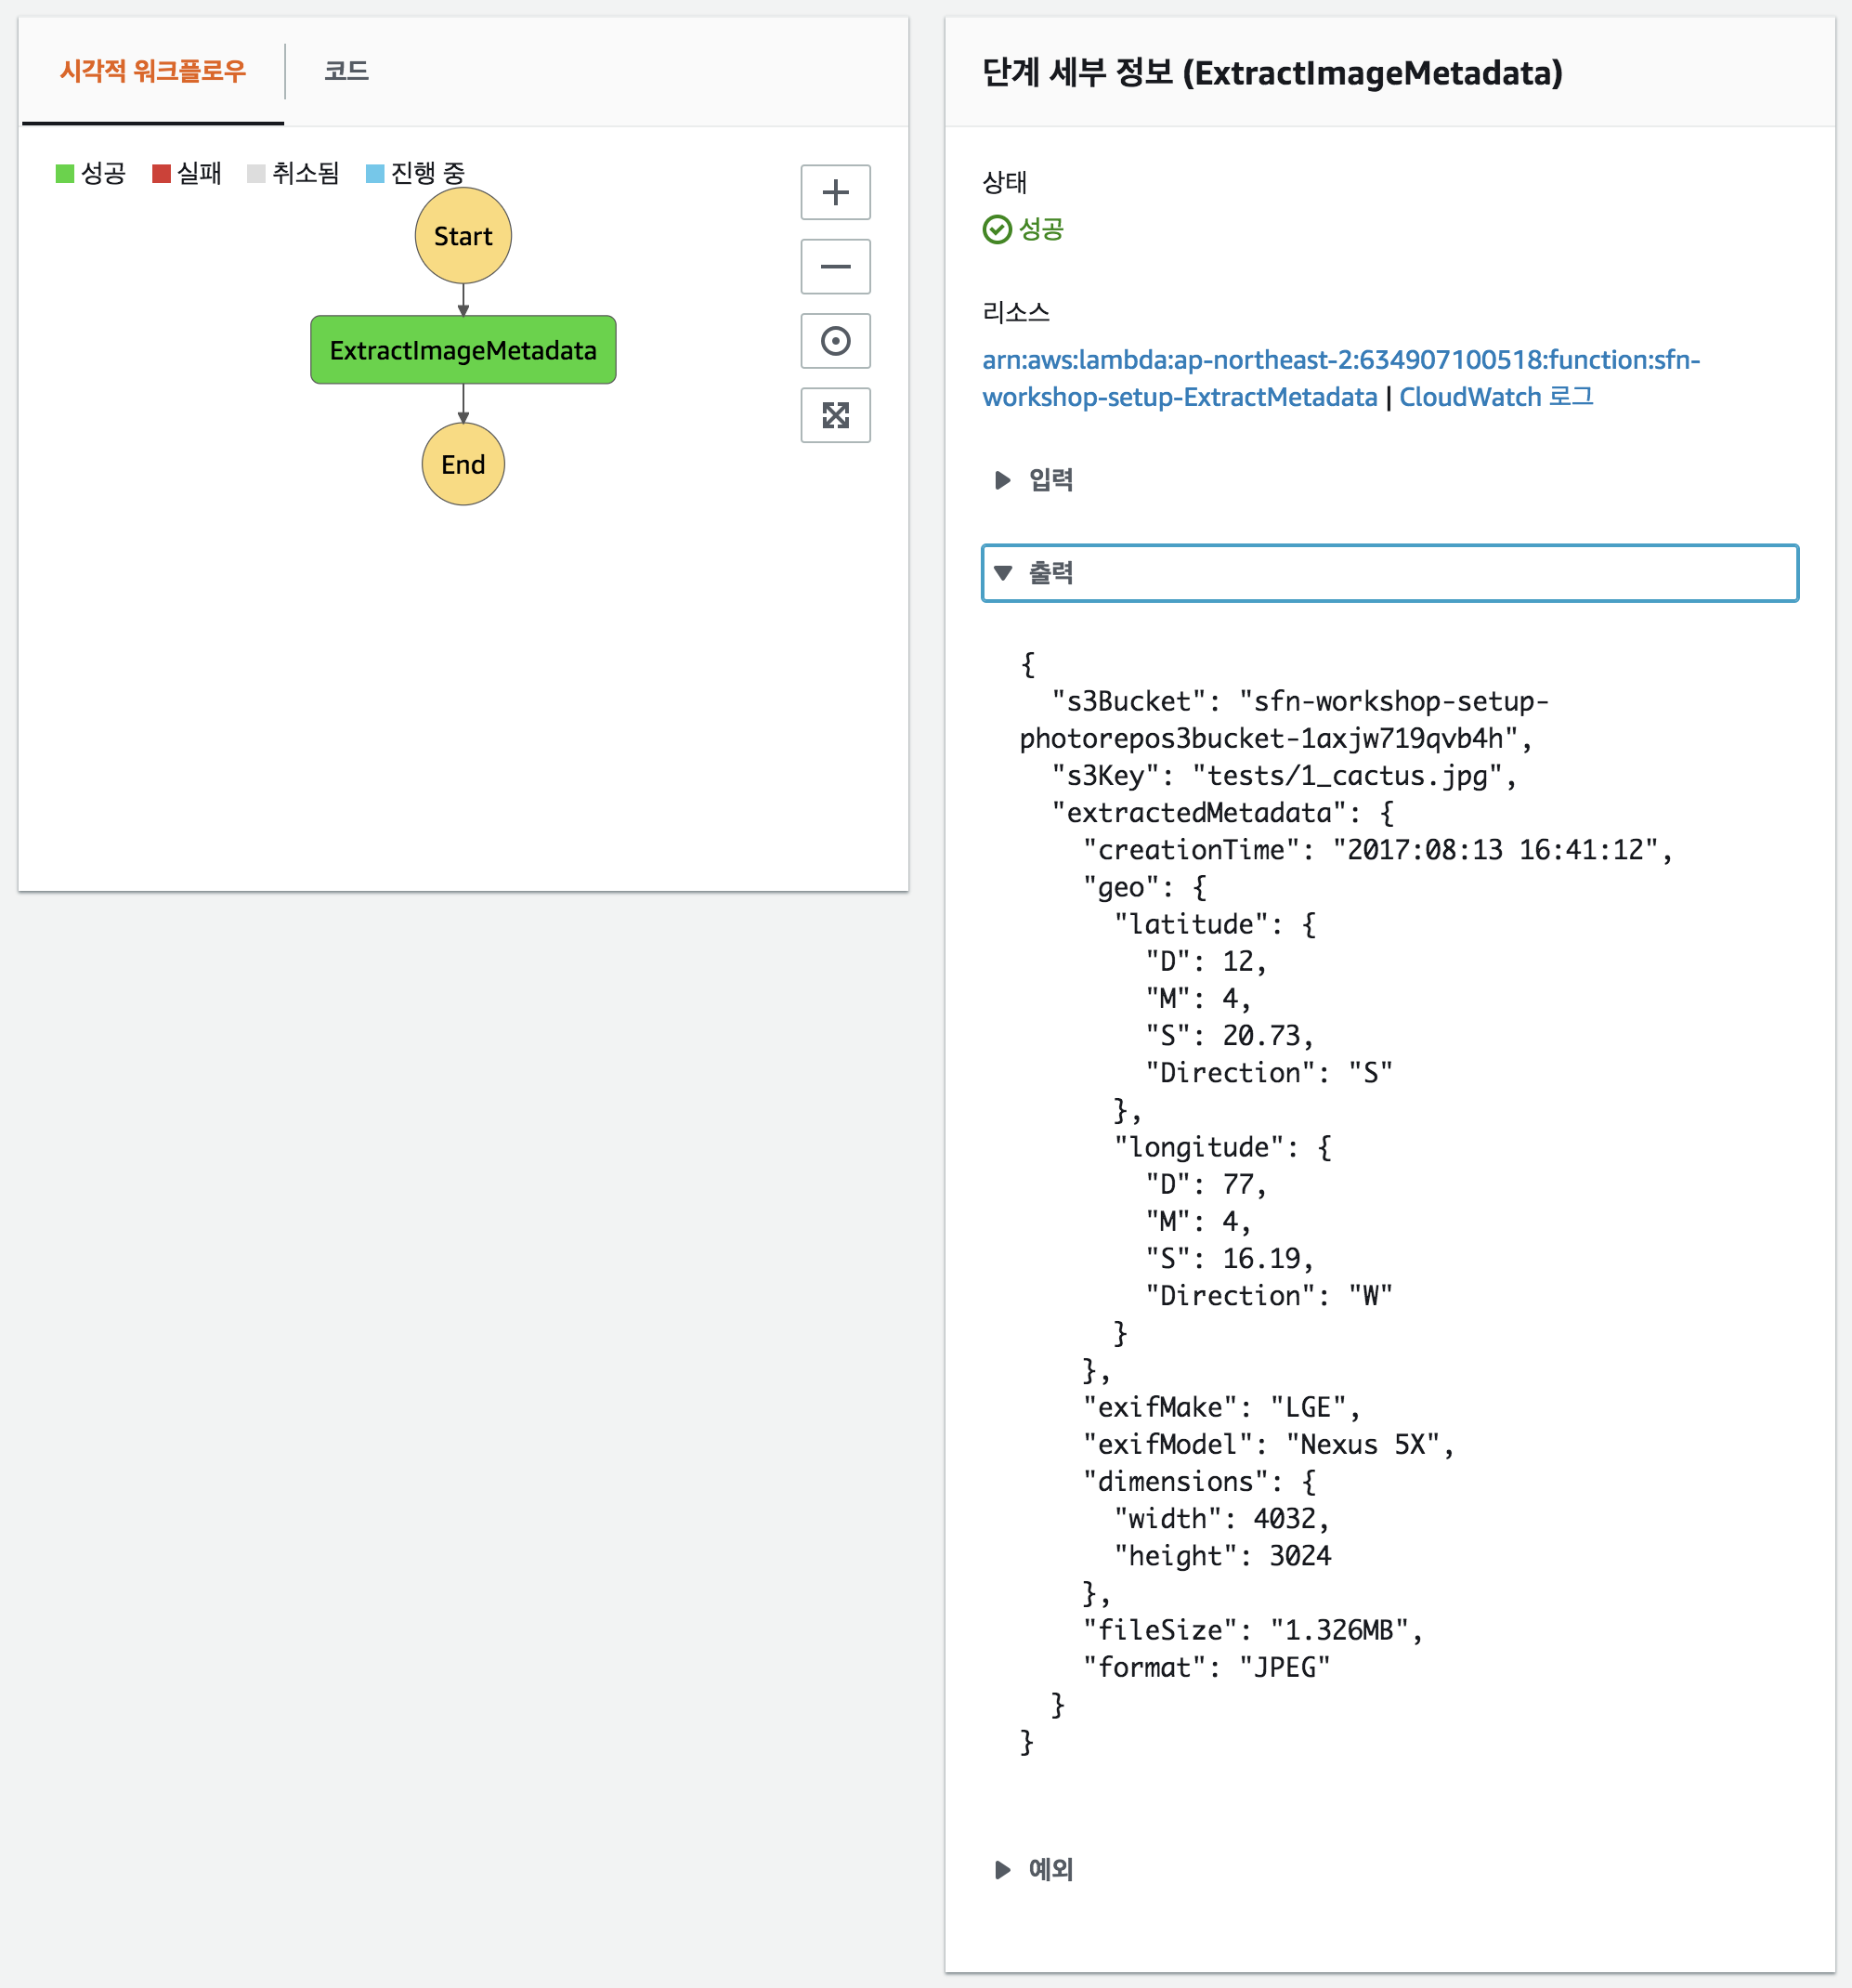 시각적 워크플로우
코드
성공
실패
취소됨
진행 중
Start
ExtractImageMetadata
End
단계 세부 정보 (ExtractImageMetadata)
상태
성공
리소스
arn:aws:lambda:ap-northeast-2:634907100518:function:sfn-
workshop-setup-ExtractMetadata | CloudWatch 로그
입력
출력
{
  "s3Bucket": "sfn-workshop-setup-
photorepos3bucket-1axjw719qvb4h",
  "s3Key": "tests/1_cactus.jpg",
  "extractedMetadata": {
    "creationTime": "2017:08:13 16:41:12",
    "geo": {
      "latitude": {
        "D": 12,
        "M": 4,
        "S": 20.73,
        "Direction": "S"
      },
      "longitude": {
        "D": 77,
        "M": 4,
        "S": 16.19,
        "Direction": "W"
      }
    },
    "exifMake": "LGE",
    "exifModel": "Nexus 5X",
    "dimensions": {
      "width": 4032,
      "height": 3024
    },
    "fileSize": "1.326MB",
    "format": "JPEG"
  }
}
예외